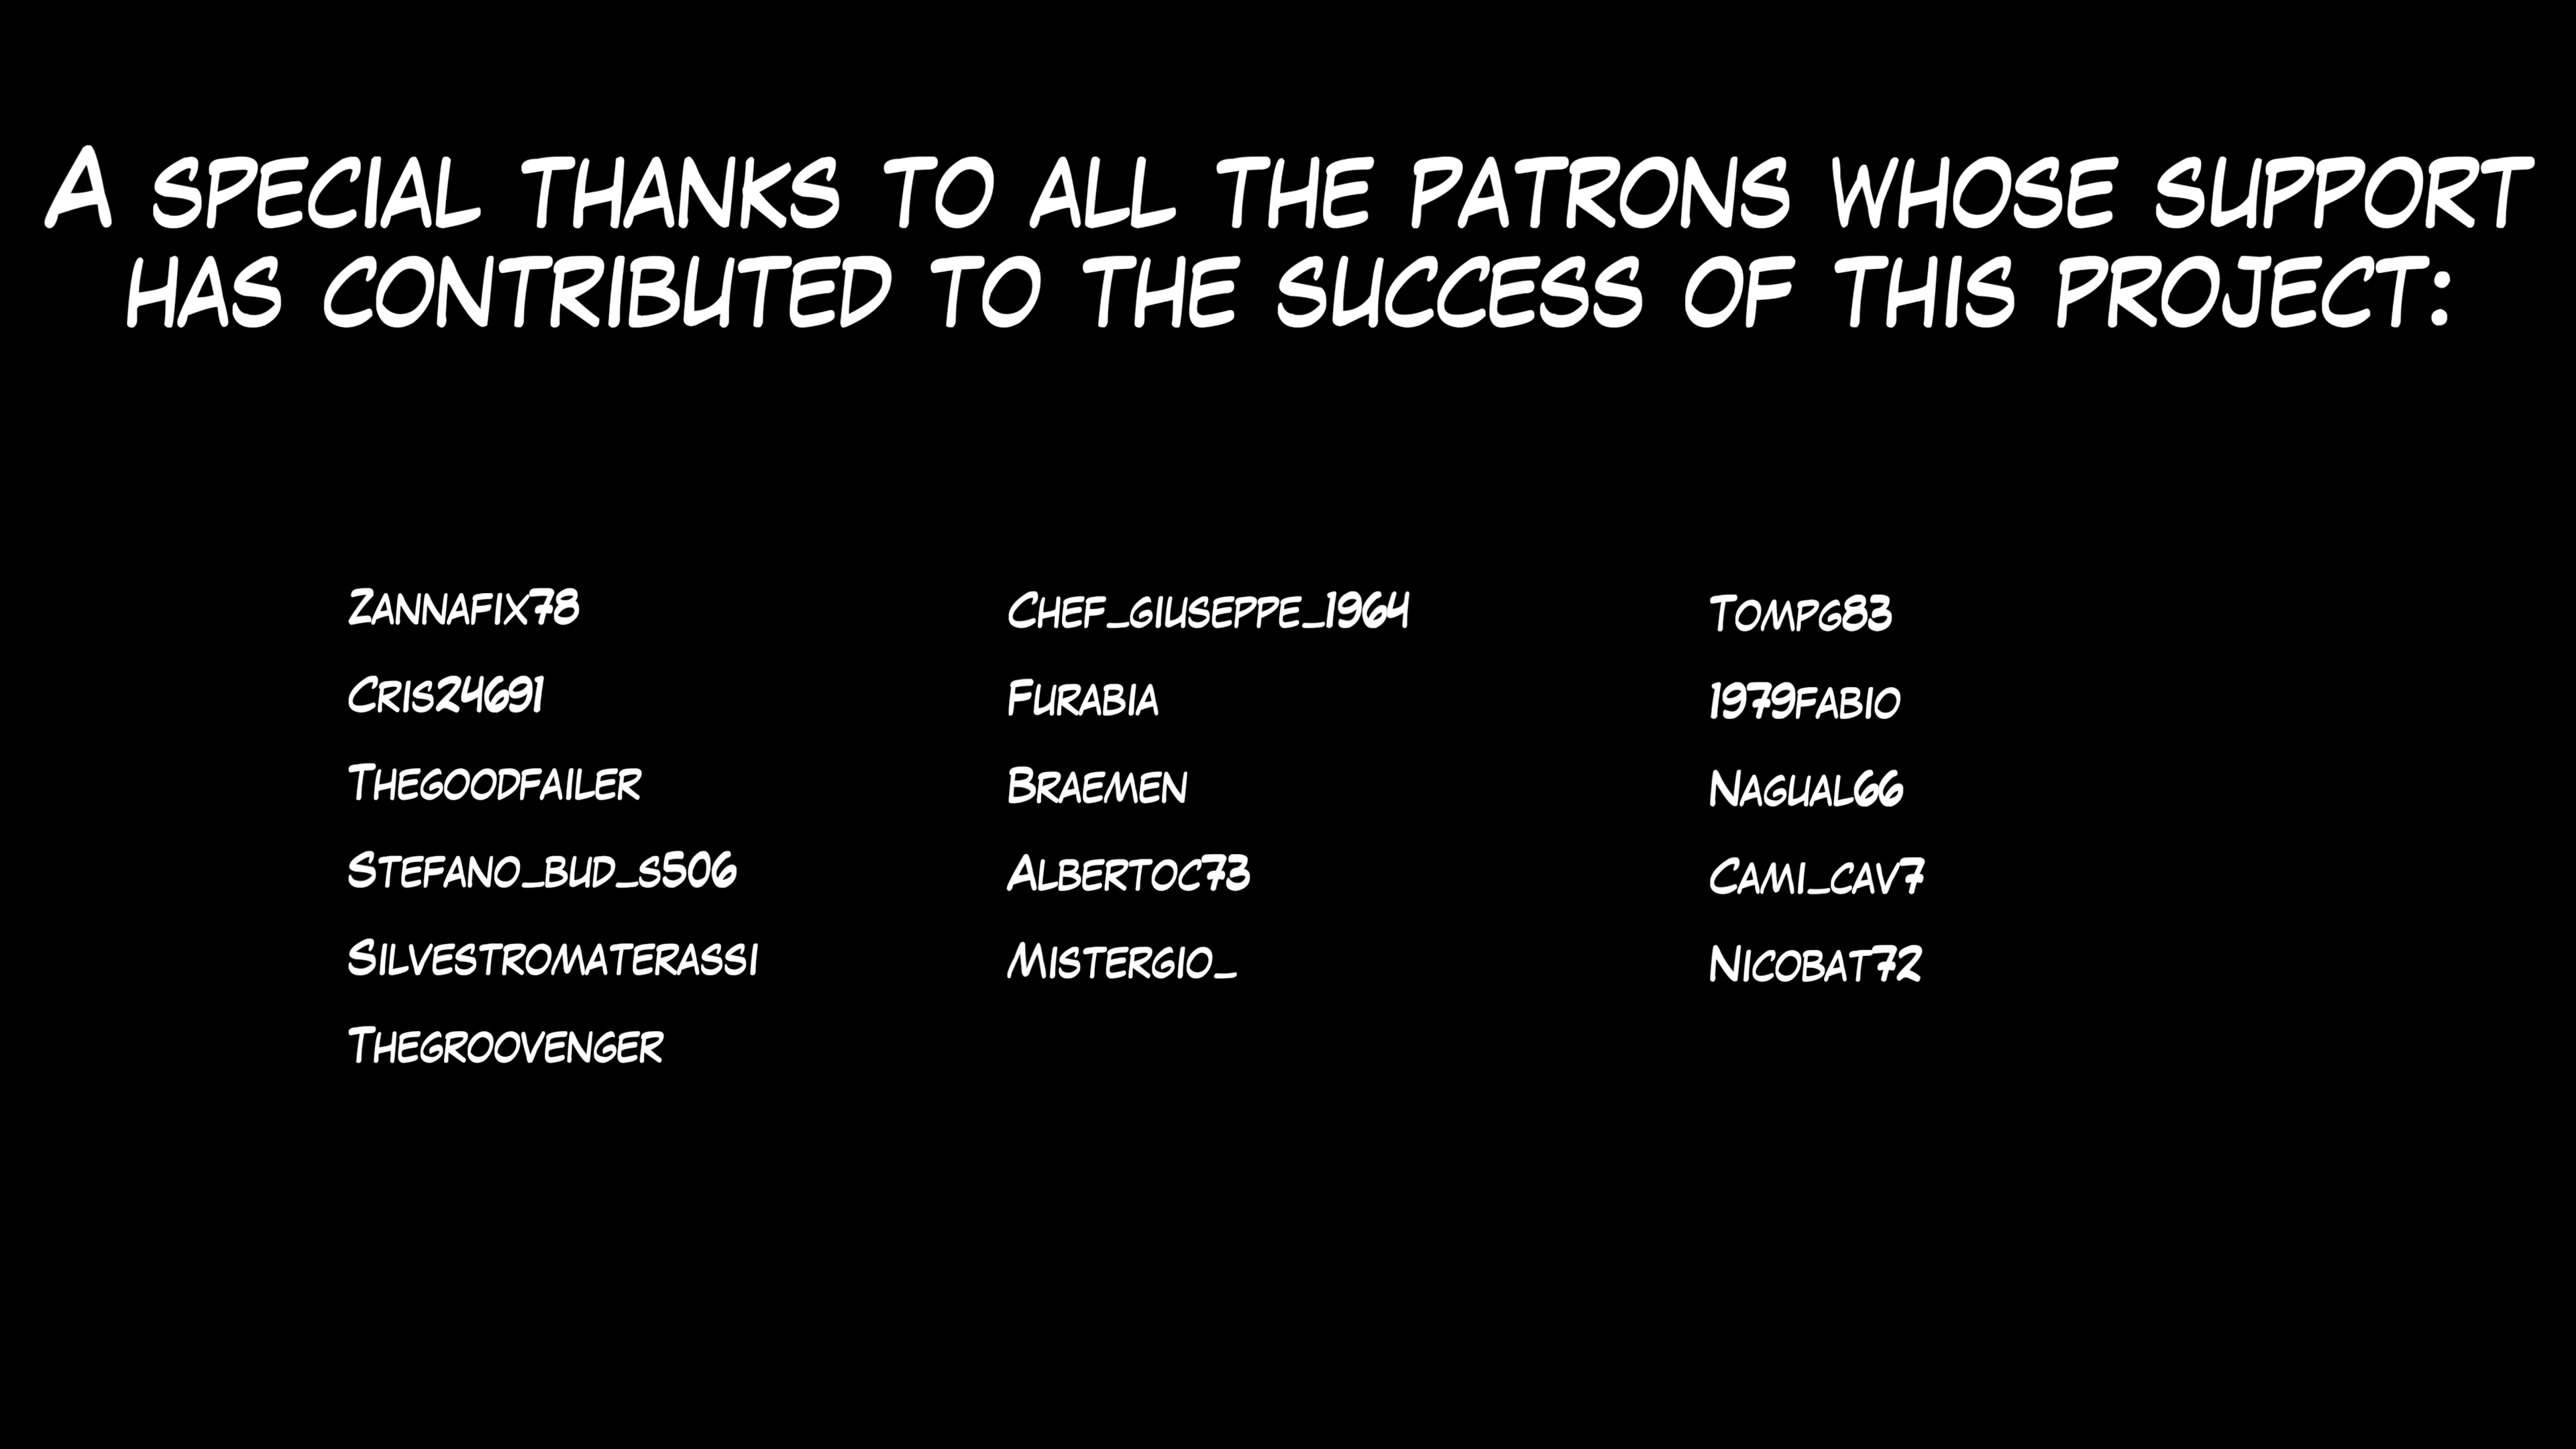 A special thanks to all the patrons whose support
has contributed to the success of this project:
Zannafix78
Cris24691
Thegoodfailer
Stefano_bud_s506
Silvestromaterassi
Thegroovenger
Chef_giuseppe_1964
Furabia
Braemen
Albertoc73
Mistergio_
Tompg83
1979fabio
Nagual66
Cami_cav7
Nicobat72